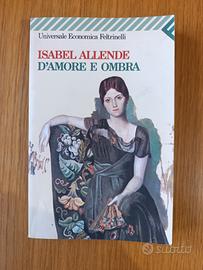 Universale Economica Feltrinelli
ISABEL ALLENDE
D'AMORE E OMBRA
subito